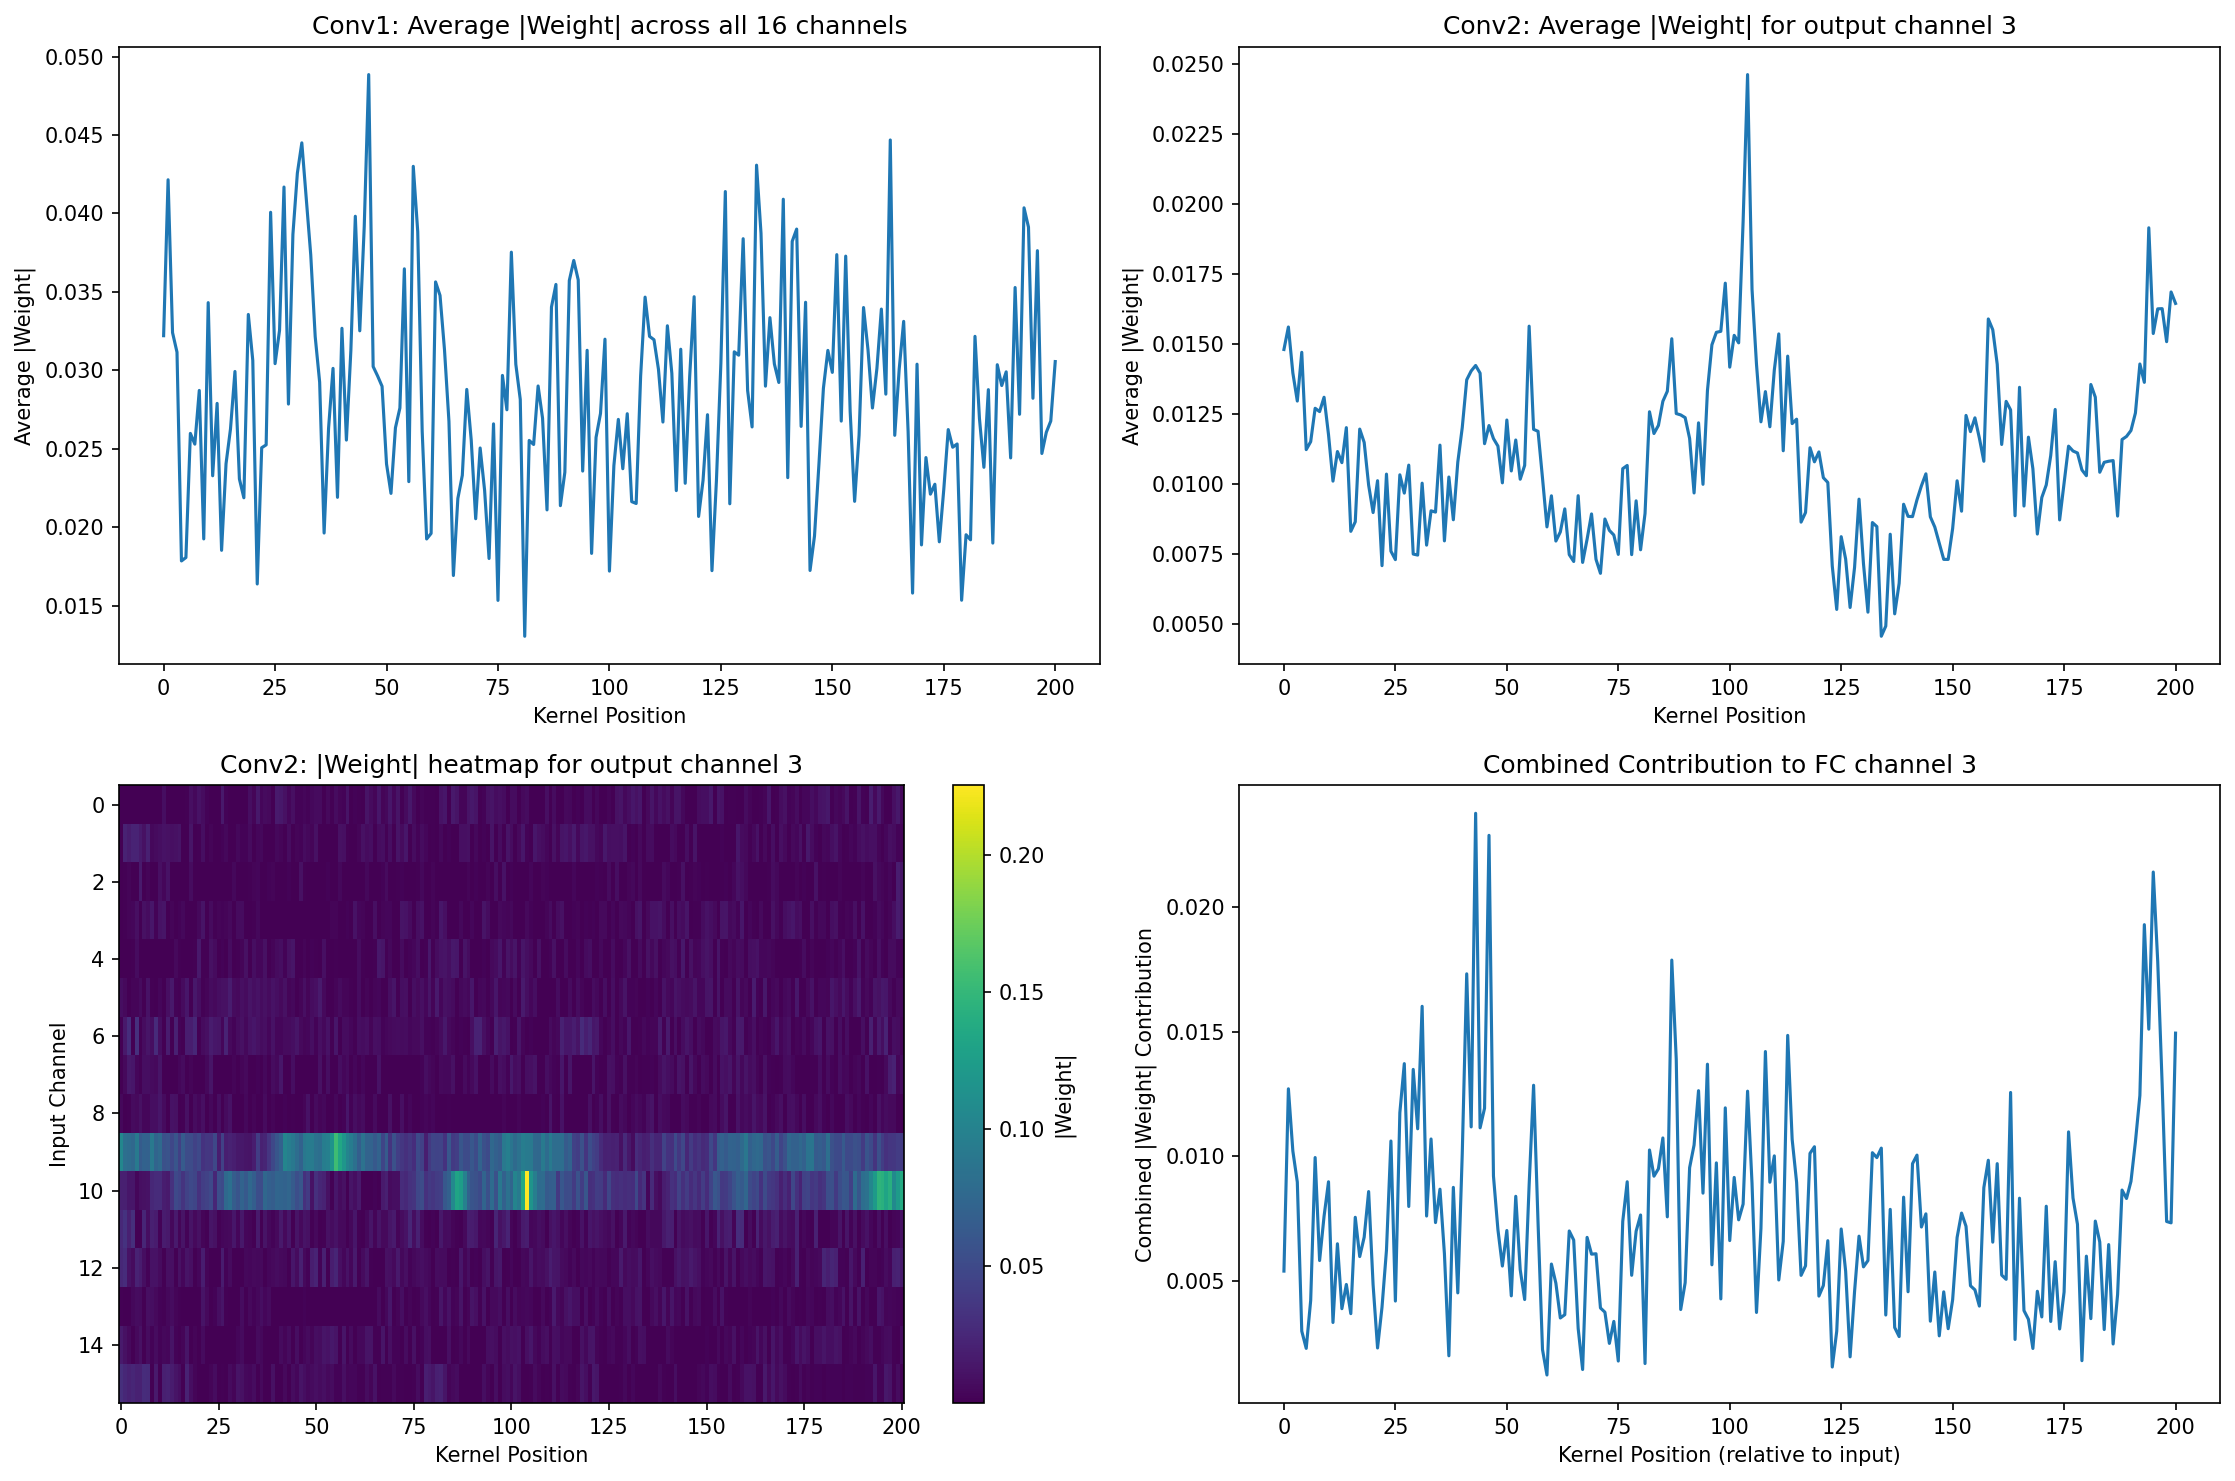 Conv1: Average |Weight| across all 16 channels
0.050
0.045
0.040
0.035
0.030
0.025
0.020
0.015
Average |Weight|
0 25 50 75 100 125 150 175 200
Kernel Position
Conv2: Average |Weight| for output channel 3
0.0250
0.0225
0.0200
0.0175
0.0150
0.0125
0.0100
0.0075
0.0050
Average |Weight|
0 25 50 75 100 125 150 175 200
Kernel Position
Conv2: |Weight| heatmap for output channel 3
0
2
4
6
8
10
12
14
Input Channel
0 25 50 75 100 125 150 175 200
Kernel Position
0.20
0.15
0.10
0.05
|Weight|
Combined Contribution to FC channel 3
0.020
0.015
0.010
0.005
Combined |Weight| Contribution
0 25 50 75 100 125 150 175 200
Kernel Position (relative to input)